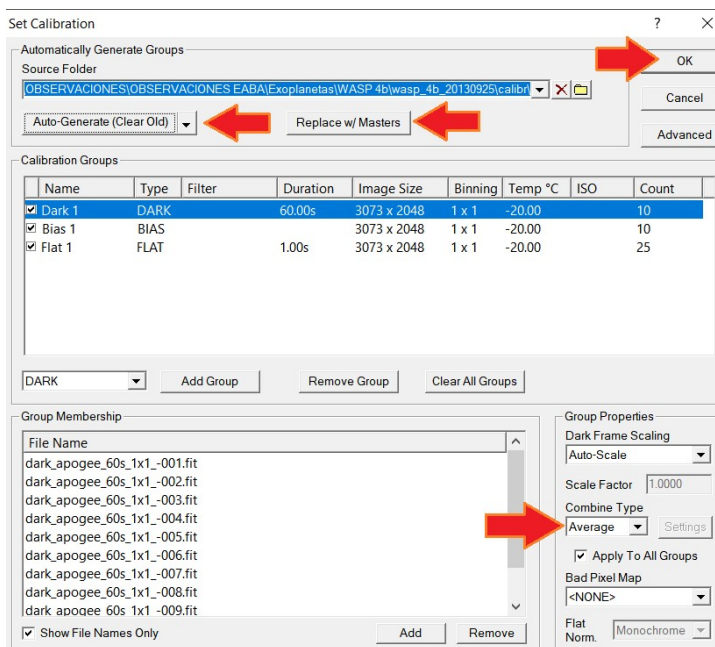 Set Calibration ? ×
Automatically Generate Groups
Source Folder
OBSERVACIONES\OBSERVACIONES EABA\Exoplanetas\WASP 4b\wasp_4b_20130925\calibr\
OK
Cancel
Auto-Generate (Clear Old) Replace w/ Masters
Advanced
Calibration Groups
Name Type Filter Duration Image Size Binning Temp °C ISO Count
Dark 1 DARK 60.00s 3073 x 2048 1 x 1 -20.00 10
Bias 1 BIAS 3073 x 2048 1 x 1 -20.00 10
Flat 1 FLAT 1.00s 3073 x 2048 1 x 1 -20.00 25
DARK Add Group Remove Group Clear All Groups
Group Membership
File Name
dark_apogee_60s_1x1_-001.fit
dark_apogee_60s_1x1_-002.fit
dark_apogee_60s_1x1_-003.fit
dark_apogee_60s_1x1_-004.fit
dark_apogee_60s_1x1_-005.fit
dark_apogee_60s_1x1_-006.fit
dark_apogee_60s_1x1_-007.fit
dark_apogee_60s_1x1_-008.fit
dark_apogee_60s_1x1_-009.fit
Show File Names Only Add Remove
Group Properties
Dark Frame Scaling
Auto-Scale
Scale Factor 1.0000
Combine Type
Average Settings
Apply To All Groups
Bad Pixel Map
<NONE>
Flat
Norm. Monochrome